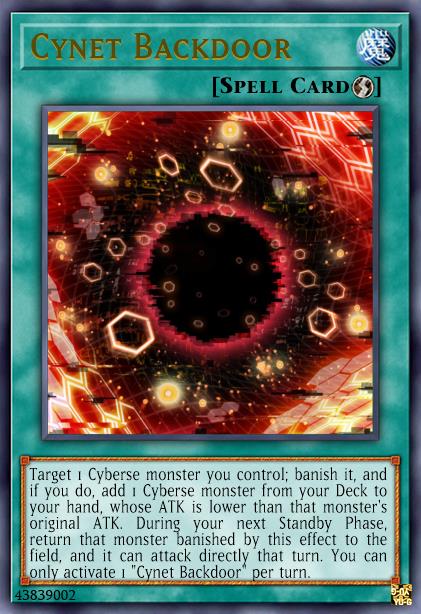 Cynet Backdoor
魔
[Spell Card]
Target 1 Cyberse monster you control; banish it, and
if you do, add 1 Cyberse monster from your Deck to
your hand, whose ATK is lower than that monster's
original ATK. During your next Standby Phase,
return that monster banished by this effect to the
field, and it can attack directly that turn. You can
only activate 1 "Cynet Backdoor" per turn.
43839002